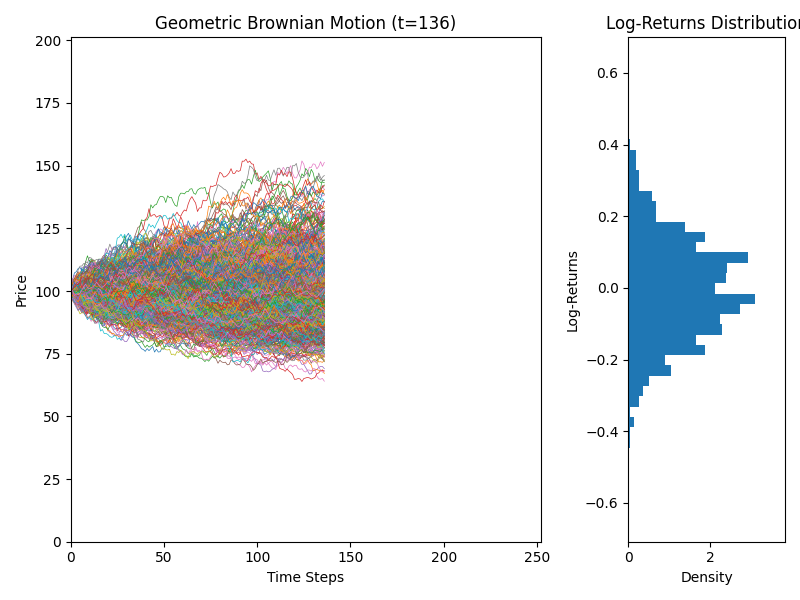 Geometric Brownian Motion (t=136)
Log-Returns Distribution
200
175
150
125
100
75
50
25
0
Price
0 50 100 150 200 250
Time Steps
0.6
0.4
0.2
0.0
−0.2
−0.4
−0.6
Log-Returns
0 2
Density